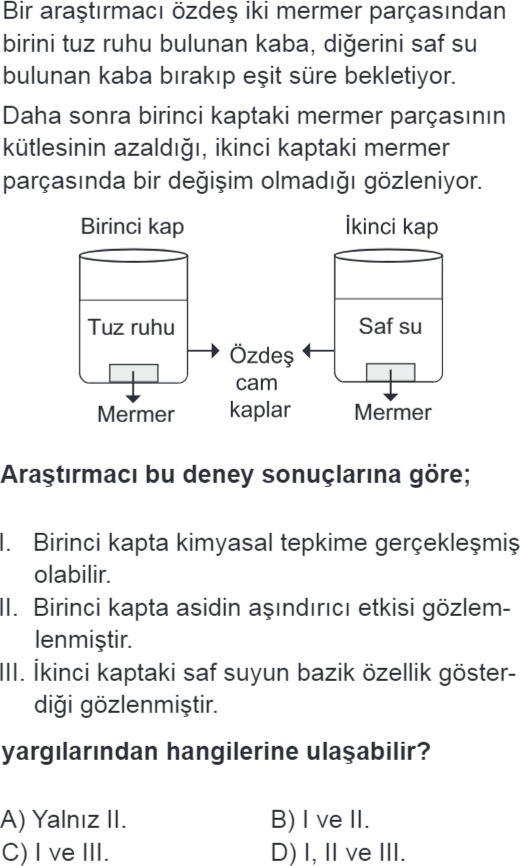 Bir araştırmacı özdeş iki mermer parçasından
birini tuz ruhu bulunan kaba, diğerini saf su
bulunan kaba bırakıp eşit süre bekletiyor.
Daha sonra birinci kaptaki mermer parçasının
kütlesinin azaldığı, ikinci kaptaki mermer
parçasında bir değişim olmadığı gözleniyor.
Birinci kap
İkinci kap
Tuz ruhu
Saf su
Özdeş
cam
kaplar
Mermer
Mermer
Araştırmacı bu deney sonuçlarına göre;
I. Birinci kapta kimyasal tepkime gerçekleşmiş
olabilir.
II. Birinci kapta asidin aşındırıcı etkisi gözlem-
lenmiştir.
III. İkinci kaptaki saf suyun bazik özellik göster-
diği gözlenmiştir.
yargılarından hangilerine ulaşabilir?
A) Yalnız II.
B) I ve II.
C) I ve III.
D) I, II ve III.